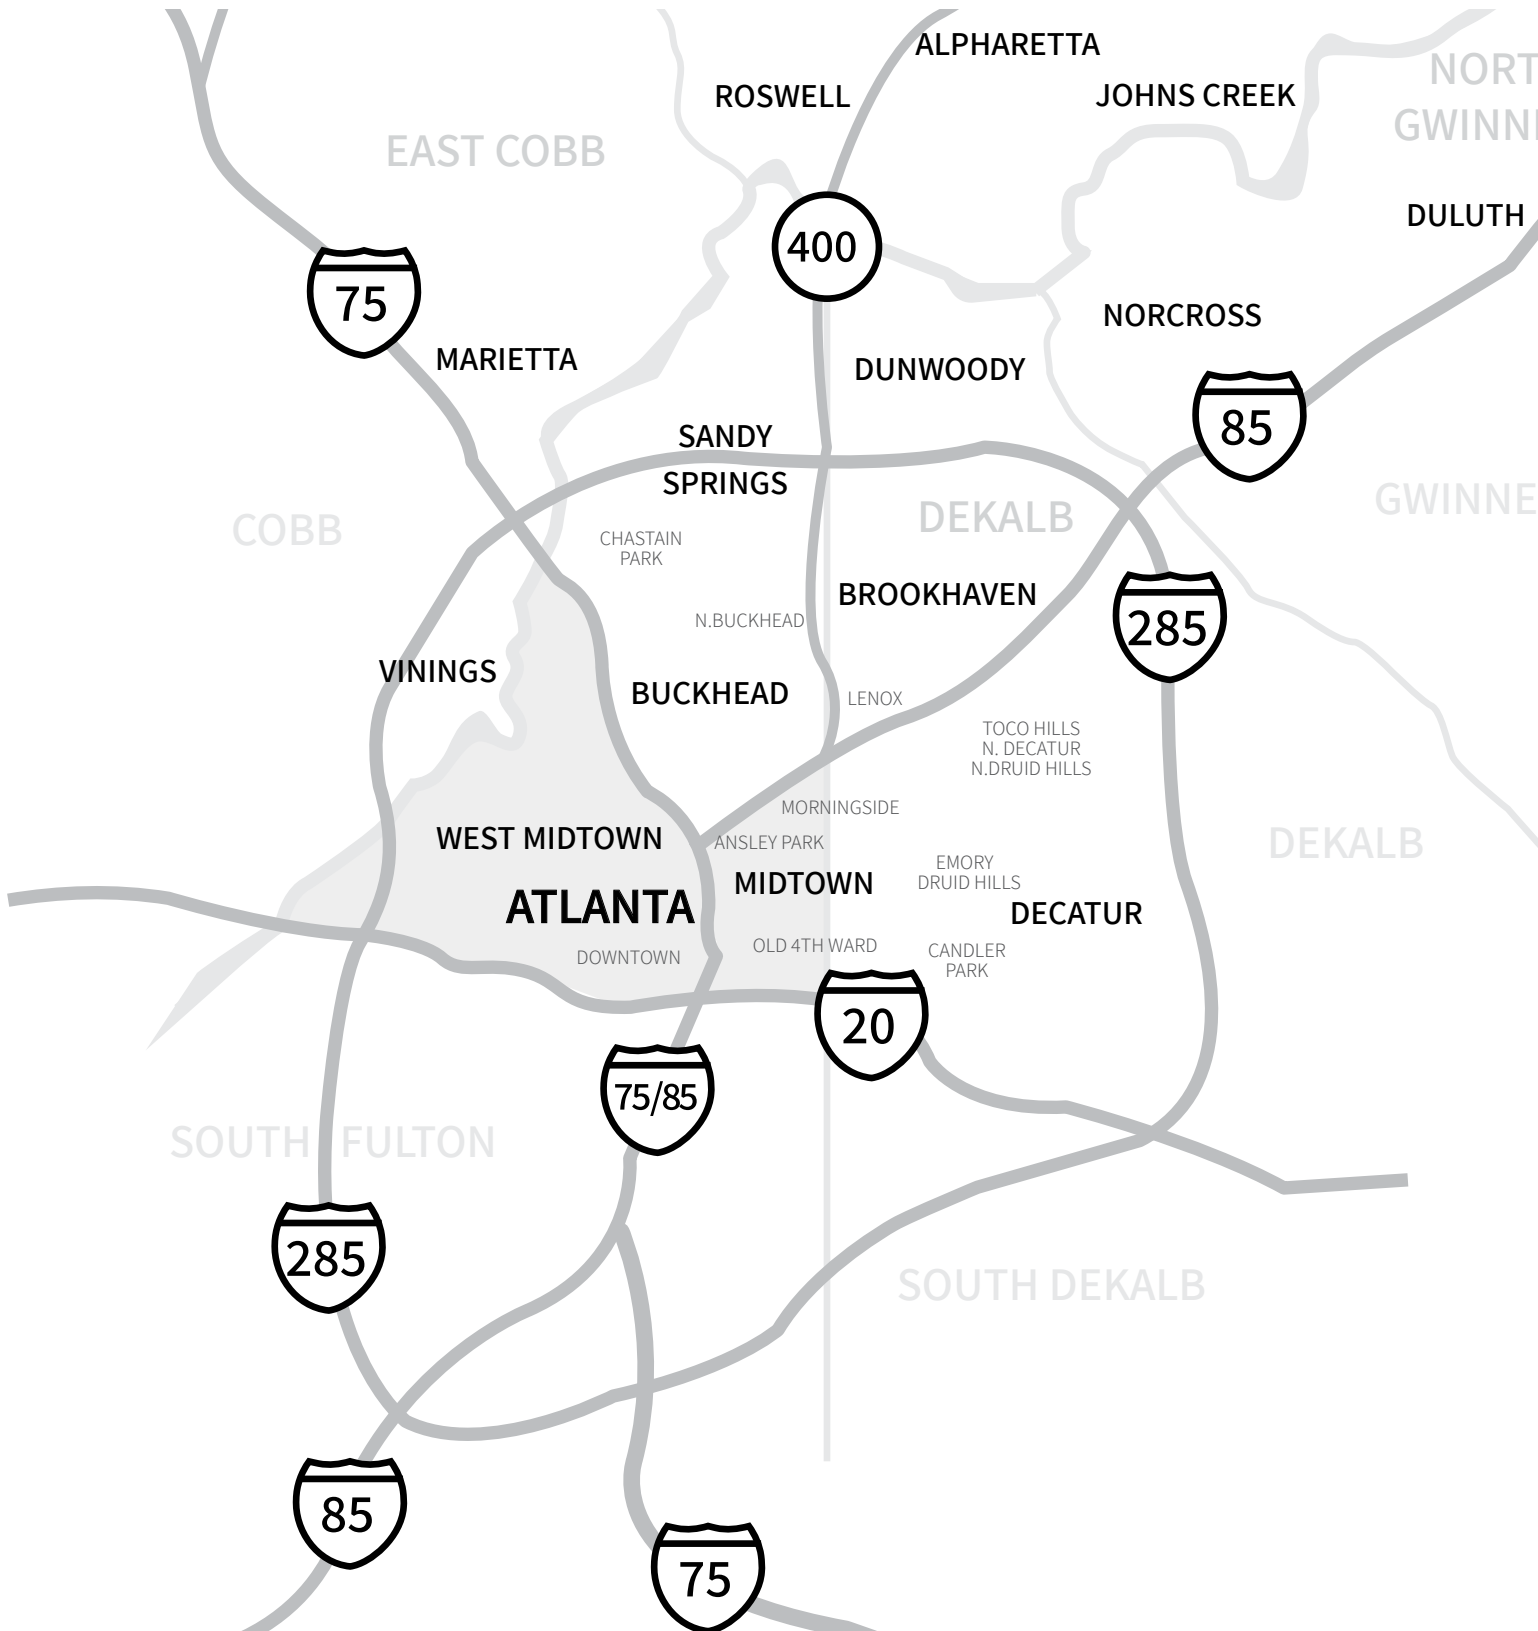 ALPHARETTA
NORT
ROSWELL
JOHNS CREEK
GWINN
EAST COBB
DULUTH
400
75
NORCROSS
MARIETTA
DUNWOODY
85
SANDY
SPRINGS
GWINNE
DEKALB
COBB
CHASTAIN
PARK
BROOKHAVEN
N.BUCKHEAD
285
VININGS
BUCKHEAD
LENOX
TOCO HILLS
N. DECATUR
N.DRUID HILLS
MORNINGSIDE
WEST MIDTOWN
ANSLEY PARK
DEKALB
EMORY
DRUID HILLS
MIDTOWN
ATLANTA
DECATUR
OLD 4TH WARD
DOWNTOWN
CANDLER
PARK
20
75/85
SOUTH FULTON
285
SOUTH DEKALB
85
75